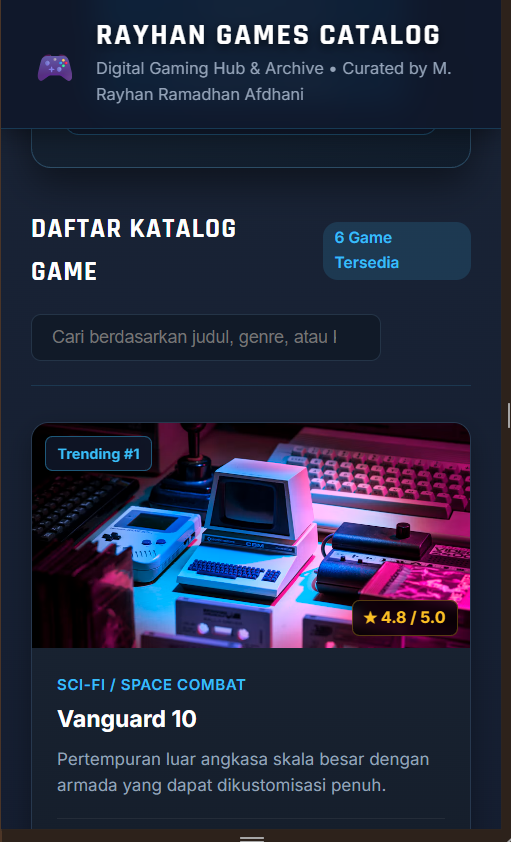 RAYHAN GAMES CATALOG
Digital Gaming Hub & Archive • Curated by M.
Rayhan Ramadhan Afdhani
DAFTAR KATALOG
GAME
6 Game
Tersedia
Cari berdasarkan judul, genre, atau l
Trending #1
★ 4.8 / 5.0
SCI-FI / SPACE COMBAT
Vanguard 10
Pertempuran luar angkasa skala besar dengan
armada yang dapat dikustomisasi penuh.